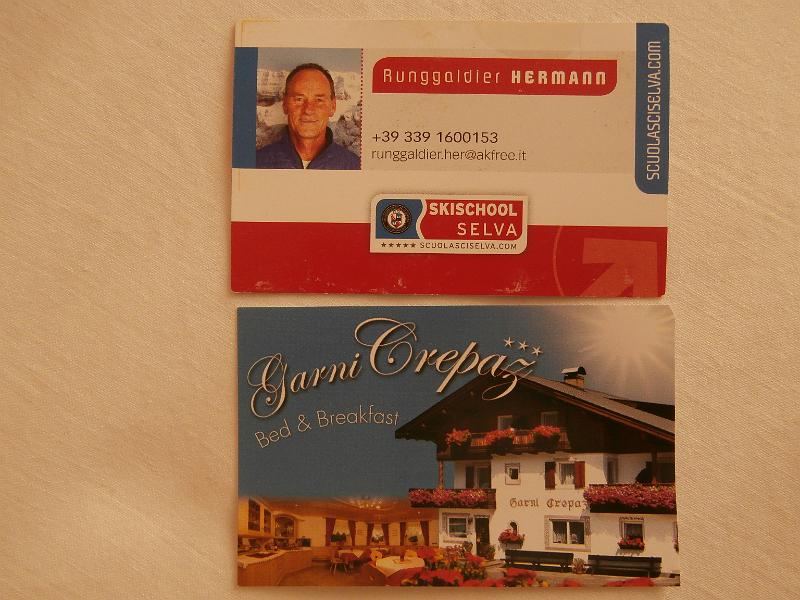 Runggaldier HERMANN
+39 339 1600153
runggaldier.her@akfree.it
SCUOLASCISELVA.COM
SKISCHOOL
SELVA
★★★★★ SCUOLASCISELVA.COM
Garni Crepaz ★★★
Bed & Breakfast
Garni Crepaz